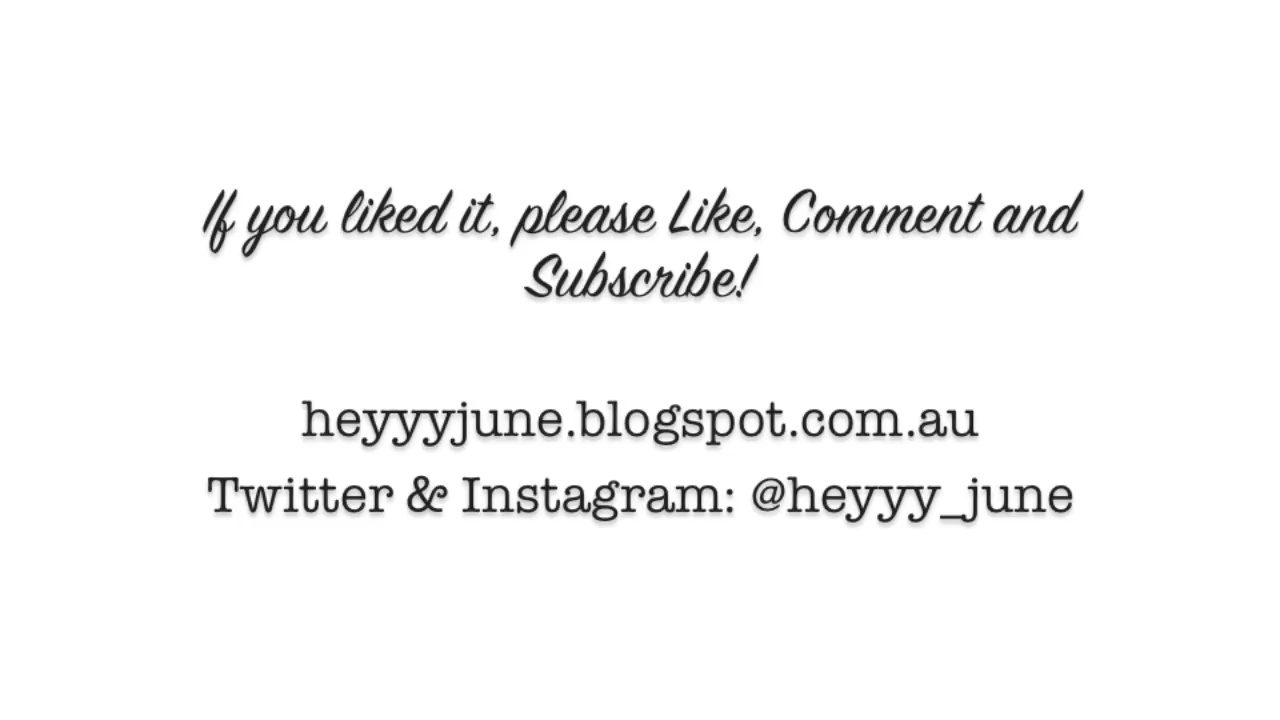 If you liked it, please Like, Comment and
Subscribe!
heyyyjune.blogspot.com.au
Twitter & Instagram: @heyyy_june